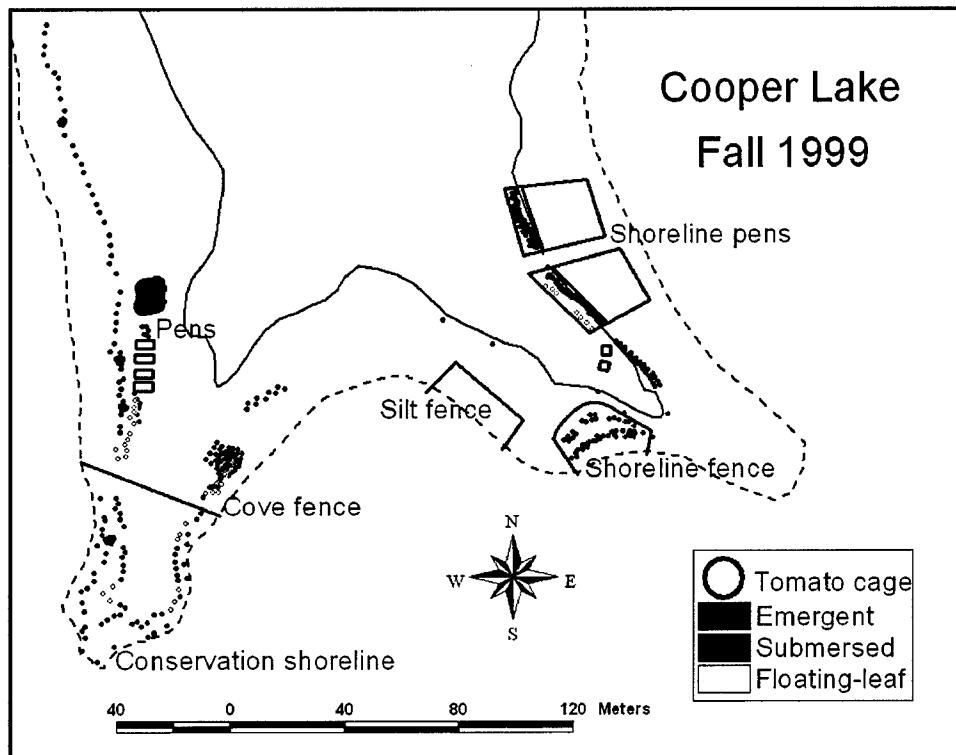 Cooper Lake
Fall 1999
Shoreline pens
Pens
Silt fence
Shoreline fence
Cove fence
N
W E
S
Tomato cage
Emergent
Submersed
Floating-leaf
Conservation shoreline
40 0 40 80 120 Meters